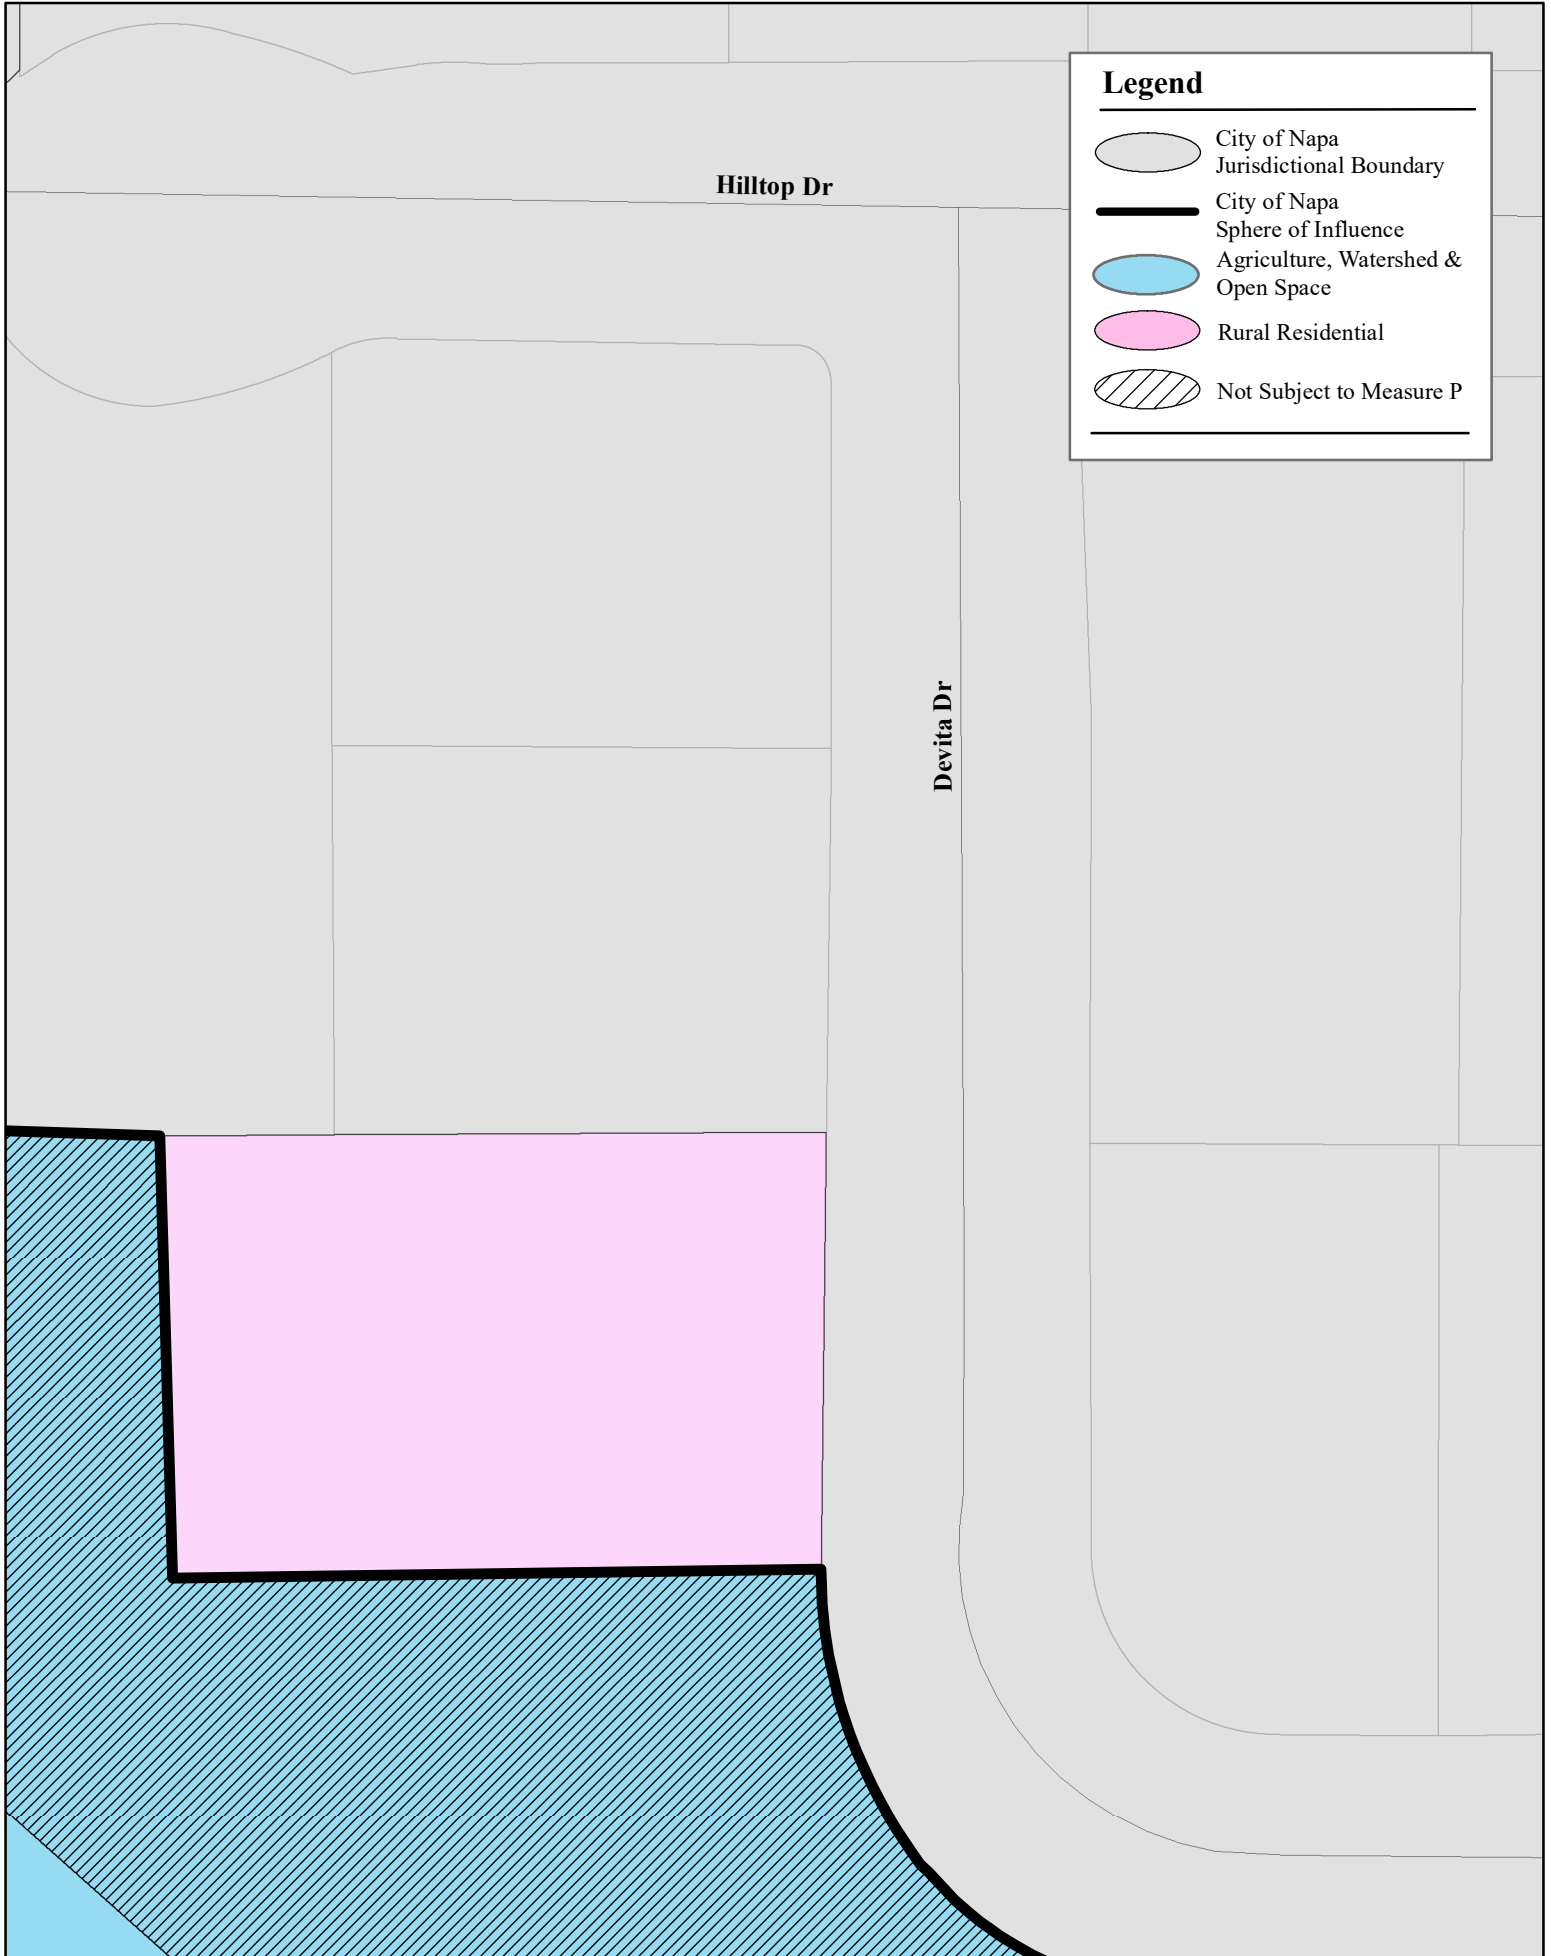 Legend
City of Napa
Jurisdictional Boundary
City of Napa
Sphere of Influence
Agriculture, Watershed &
Open Space
Rural Residential
Not Subject to Measure P
Hilltop Dr
Devita Dr